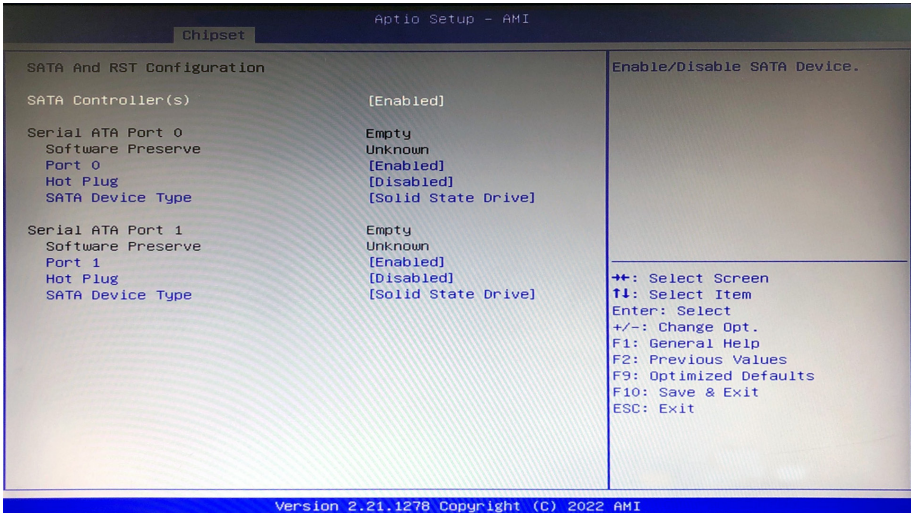 Aptio Setup - AMI
Chipset
SATA And RST Configuration
SATA Controller(s) [Enabled]
Serial ATA Port 0 Empty
Software Preserve Unknown
Port 0 [Enabled]
Hot Plug [Disabled]
SATA Device Type [Solid State Drive]
Serial ATA Port 1 Empty
Software Preserve Unknown
Port 1 [Enabled]
Hot Plug [Disabled]
SATA Device Type [Solid State Drive]
Enable/Disable SATA Device.
→←: Select Screen
↑↓: Select Item
Enter: Select
+/-: Change Opt.
F1: General Help
F2: Previous Values
F9: Optimized Defaults
F10: Save & Exit
ESC: Exit
Version 2.21.1278 Copyright (C) 2022 AMI